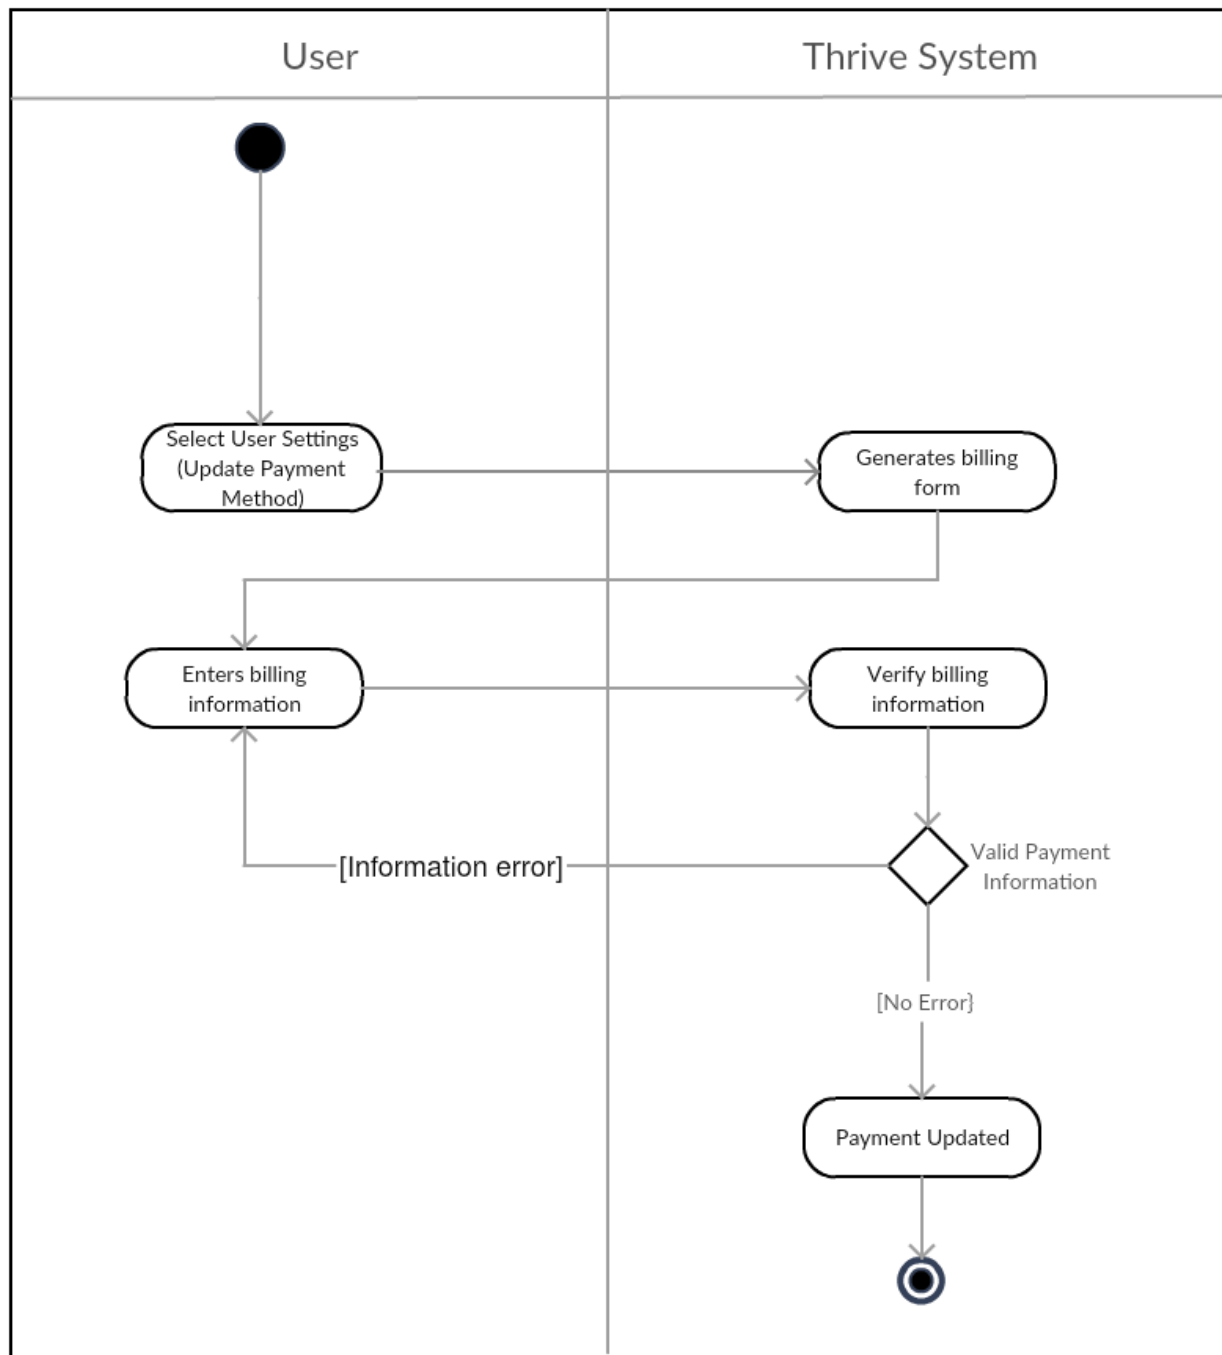 User
Thrive System
Select User Settings
(Update Payment
Method)
Generates billing
form
Enters billing
information
Verify billing
information
[Information error]
Valid Payment
Information
[No Error}
Payment Updated